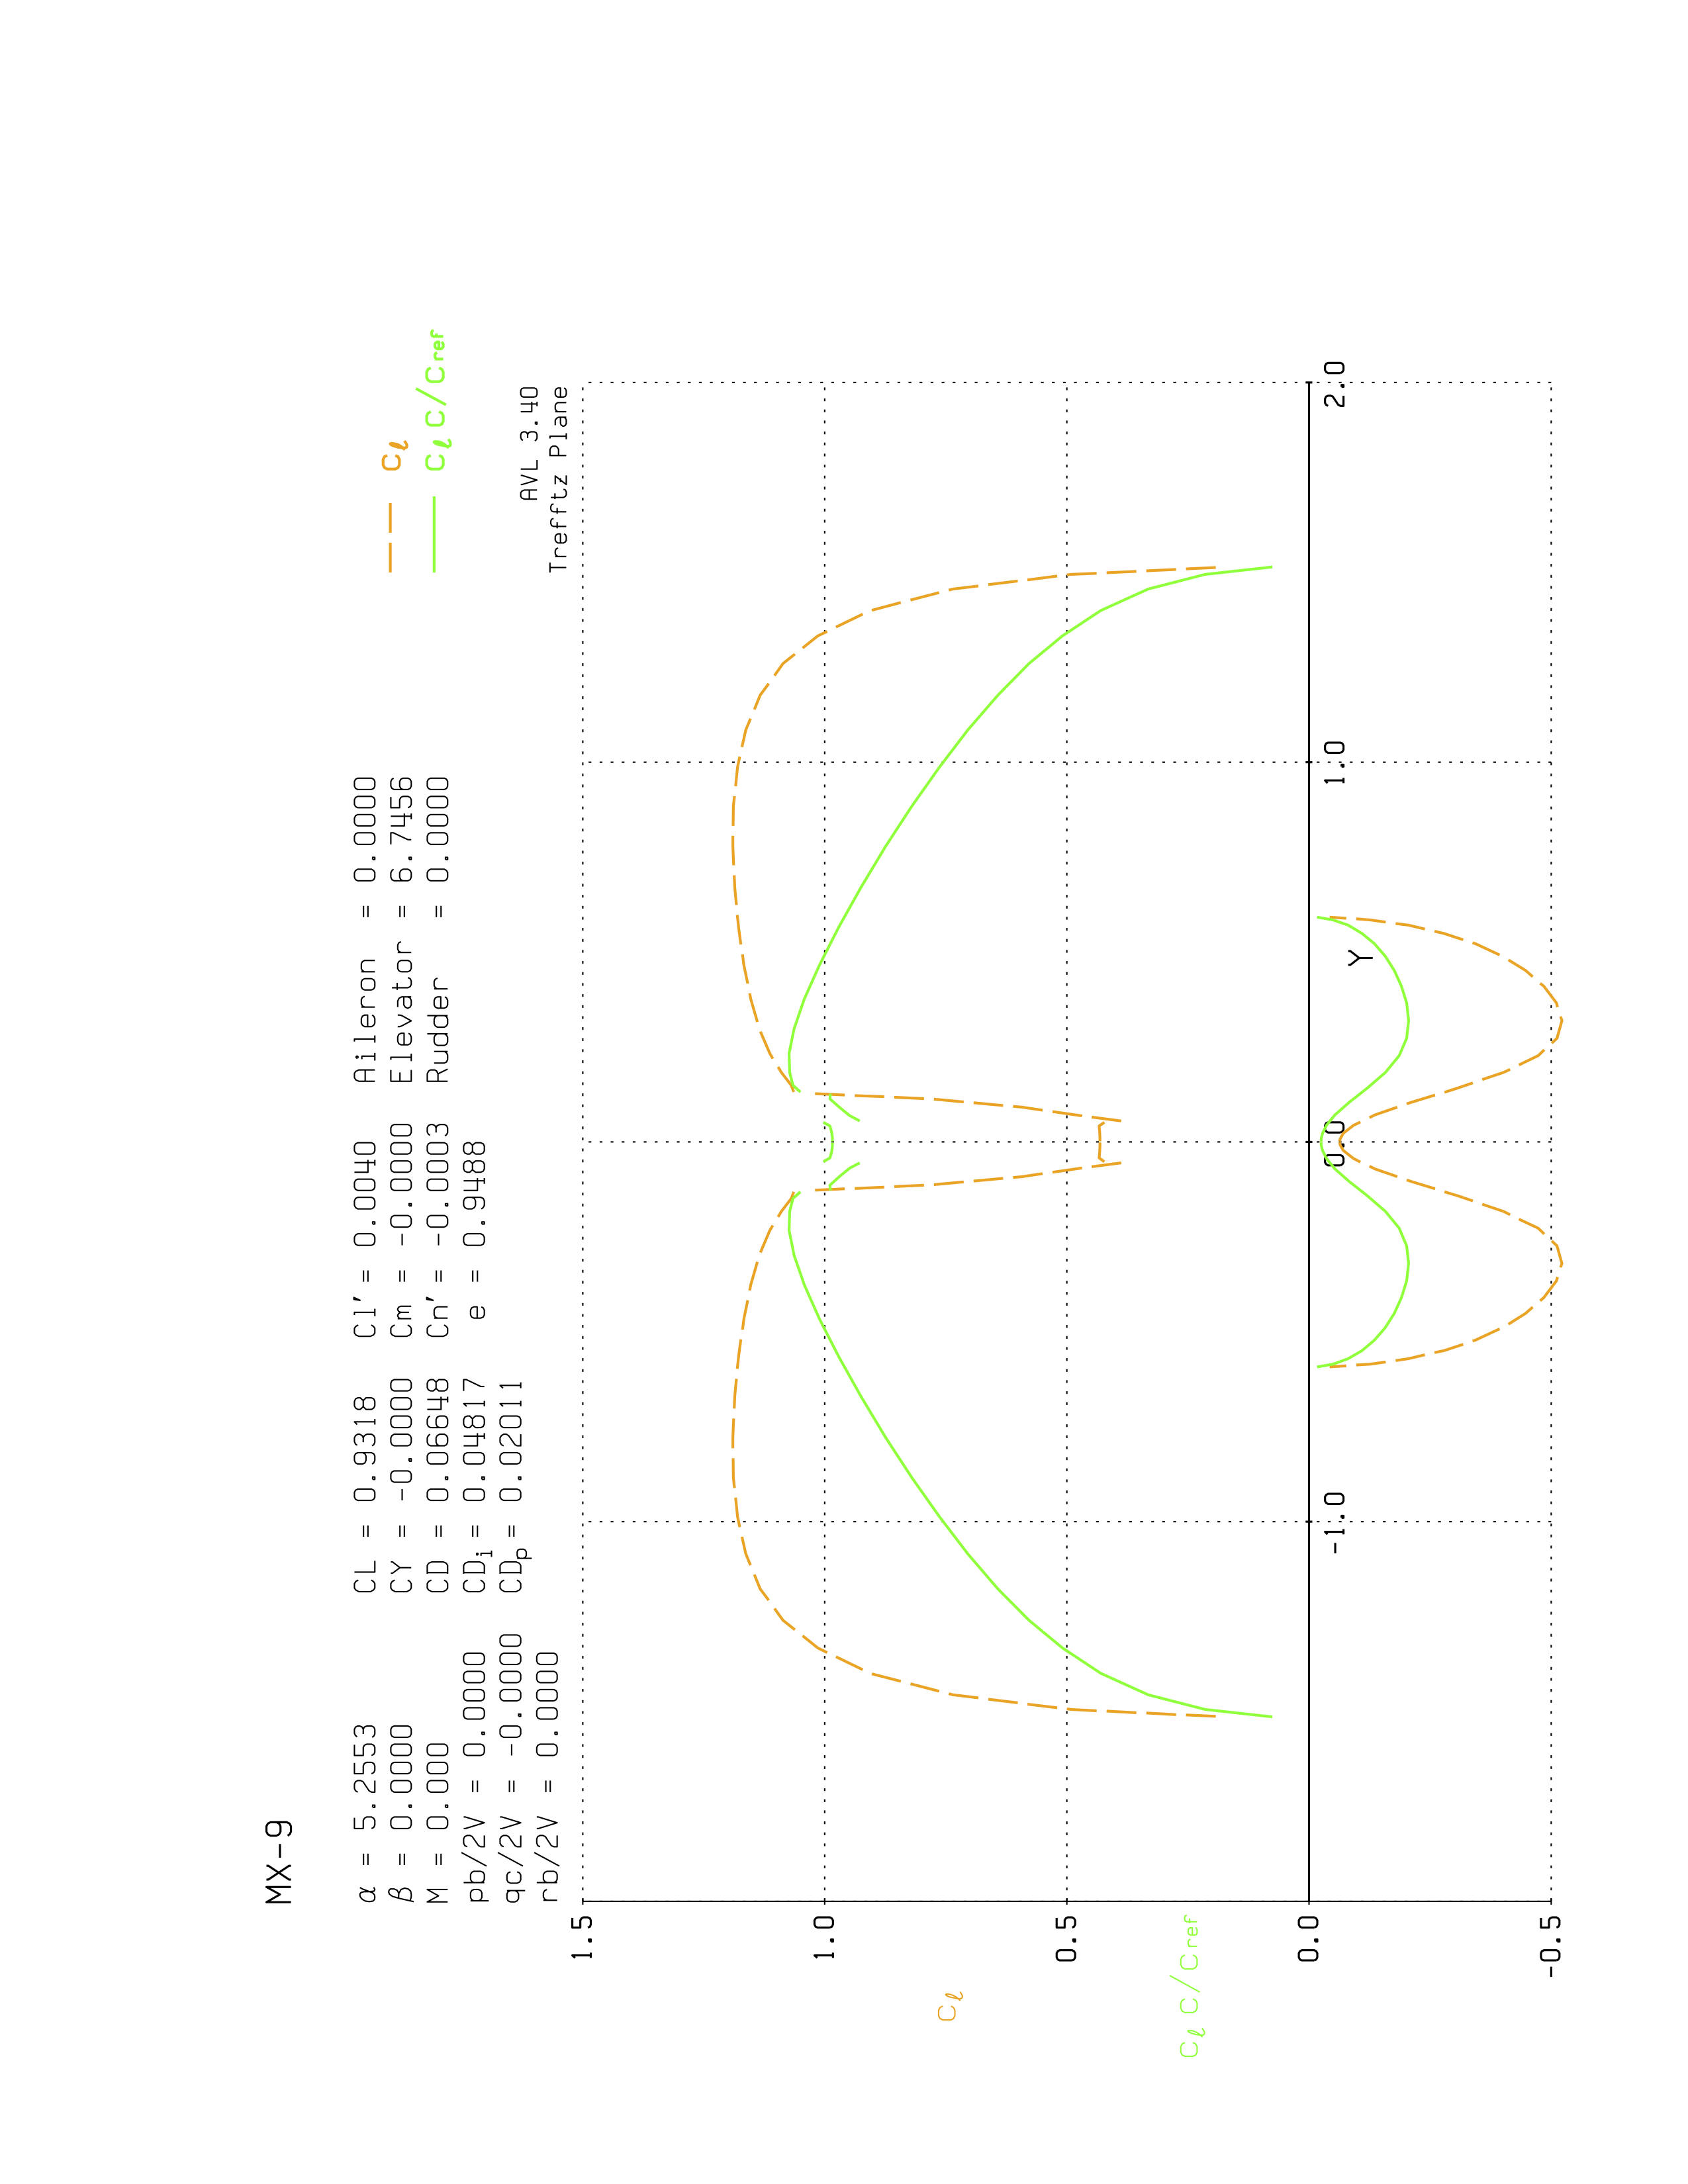 MX-9
α = 5.2553 CL = 0.9318 Cl' = 0.0040 Aileron = 0.0000
β = 0.0000 CY = -0.0000 Cm = -0.0000 Elevator = 6.7456
M = 0.000 CD = 0.06648 Cn' = -0.0003 Rudder = 0.0000
pb/2V = 0.0000 CDi = 0.04817 e = 0.9488
qc/2V = -0.0000 CDp = 0.02011
rb/2V = 0.0000
Cℓ
Cℓ C/Cref
AVL 3.40
Trefftz Plane
1.5
1.0
Cℓ
0.5
Cℓ C/Cref
0.0
-1.0 0.0 1.0 2.0
Y
-0.5